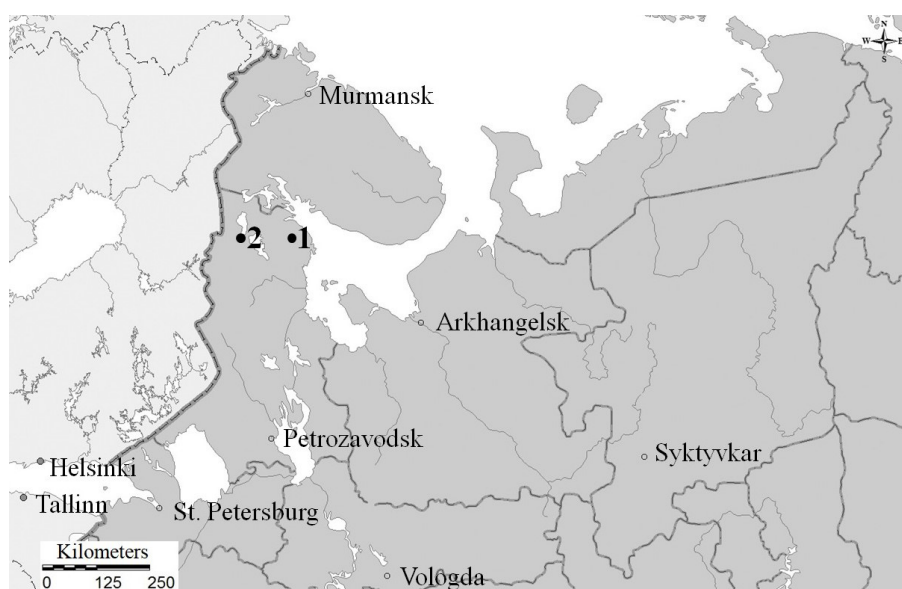 N
W E
S
Murmansk
2 1
Arkhangelsk
Petrozavodsk
Syktyvkar
Helsinki
Tallinn
St. Petersburg
Kilometers
0 125 250
Vologda